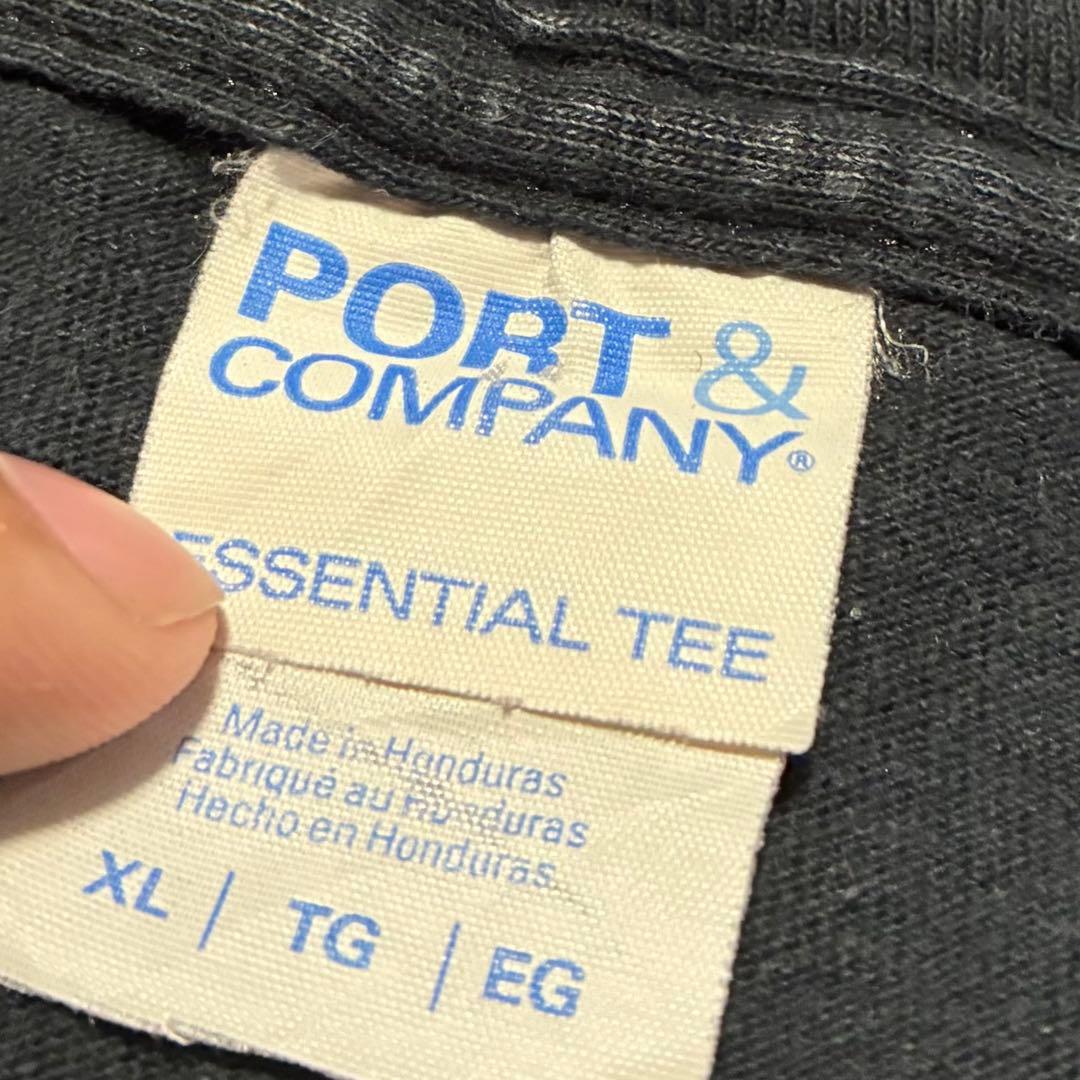 PORT &
COMPANY®
ESSENTIAL TEE
Made in Honduras
Fabriqué au Honduras
Hecho en Honduras
XL | TG | EG